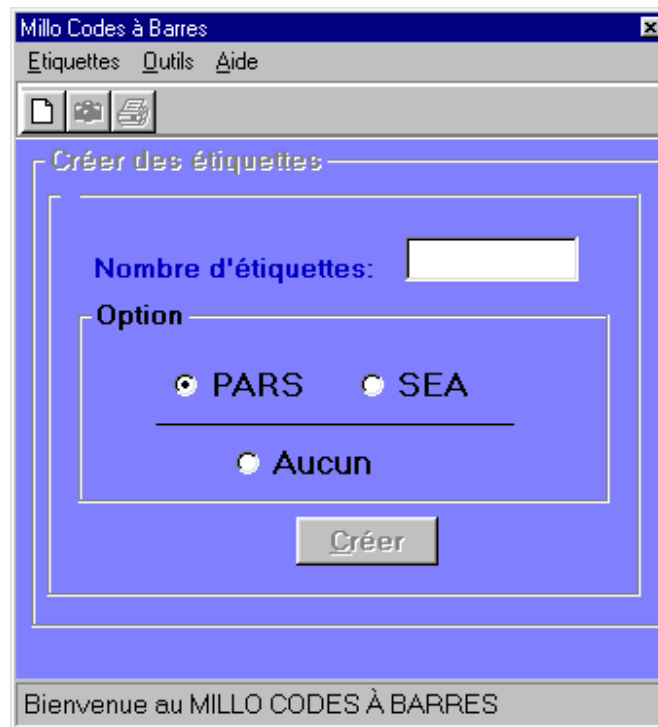 Millo Codes à Barres
Etiquettes Outils Aide
Créer des étiquettes
Nombre d'étiquettes:
Option
PARS SEA
Aucun
Créer
Bienvenue au MILLO CODES À BARRES